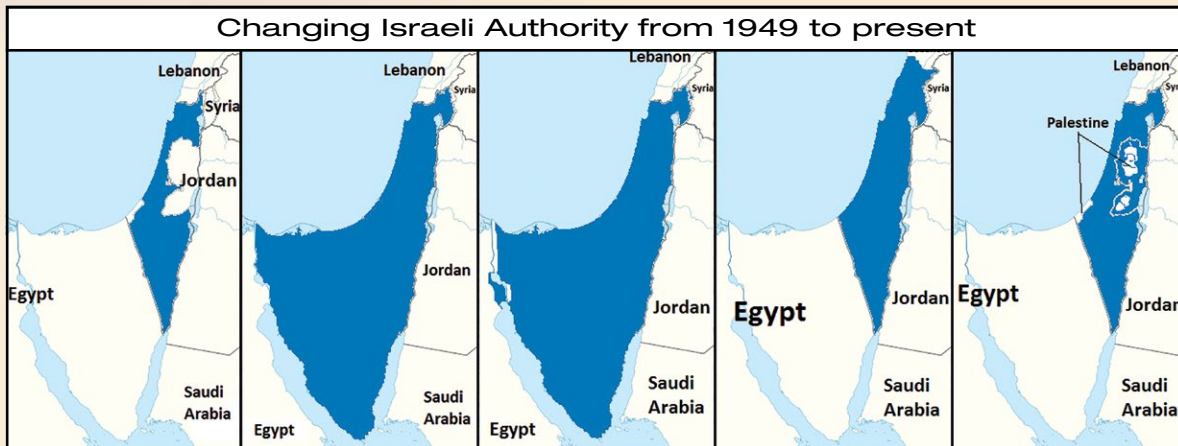 Changing Israeli Authority from 1949 to present
Lebanon
Syria
Jordan
Egypt
Saudi
Arabia
Lebanon
Syria
Jordan
Saudi
Arabia
Egypt
Lebanon
Syria
Jordan
Saudi
Arabia
Egypt
Syria
Egypt
Jordan
Saudi
Arabia
Lebanon
Syria
Palestine
Egypt
Jordan
Saudi
Arabia